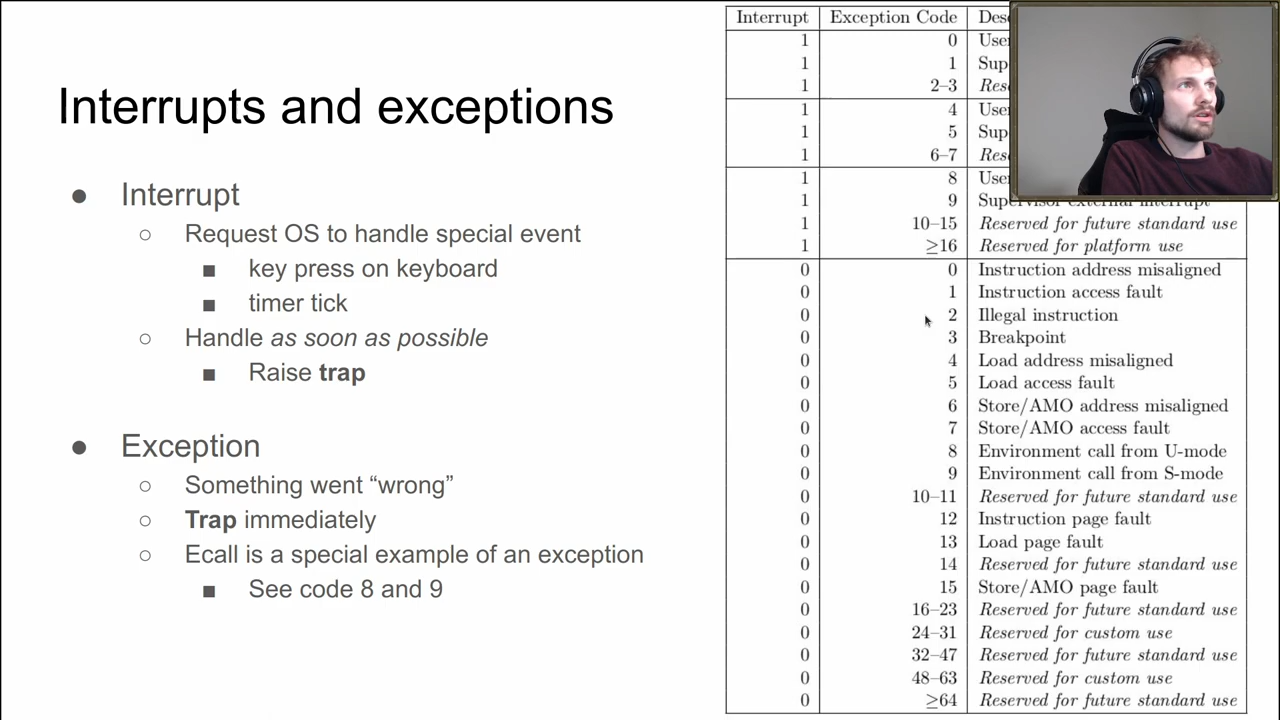 Interrupts and exceptions
● Interrupt
○ Request OS to handle special event
■ key press on keyboard
■ timer tick
○ Handle as soon as possible
■ Raise trap
● Exception
○ Something went “wrong”
○ Trap immediately
○ Ecall is a special example of an exception
■ See code 8 and 9
Interrupt Exception Code
1 0
1 1
1 2–3
1 4
1 5
1 6–7
1 8
1 9 Supervisor external interrupt
1 10–15 Reserved for future standard use
1 ≥16 Reserved for platform use
0 0 Instruction address misaligned
0 1 Instruction access fault
0 2 Illegal instruction
0 3 Breakpoint
0 4 Load address misaligned
0 5 Load access fault
0 6 Store/AMO address misaligned
0 7 Store/AMO access fault
0 8 Environment call from U-mode
0 9 Environment call from S-mode
0 10–11 Reserved for future standard use
0 12 Instruction page fault
0 13 Load page fault
0 14 Reserved for future standard use
0 15 Store/AMO page fault
0 16–23 Reserved for future standard use
0 24–31 Reserved for custom use
0 32–47 Reserved for future standard use
0 48–63 Reserved for custom use
0 ≥64 Reserved for future standard use